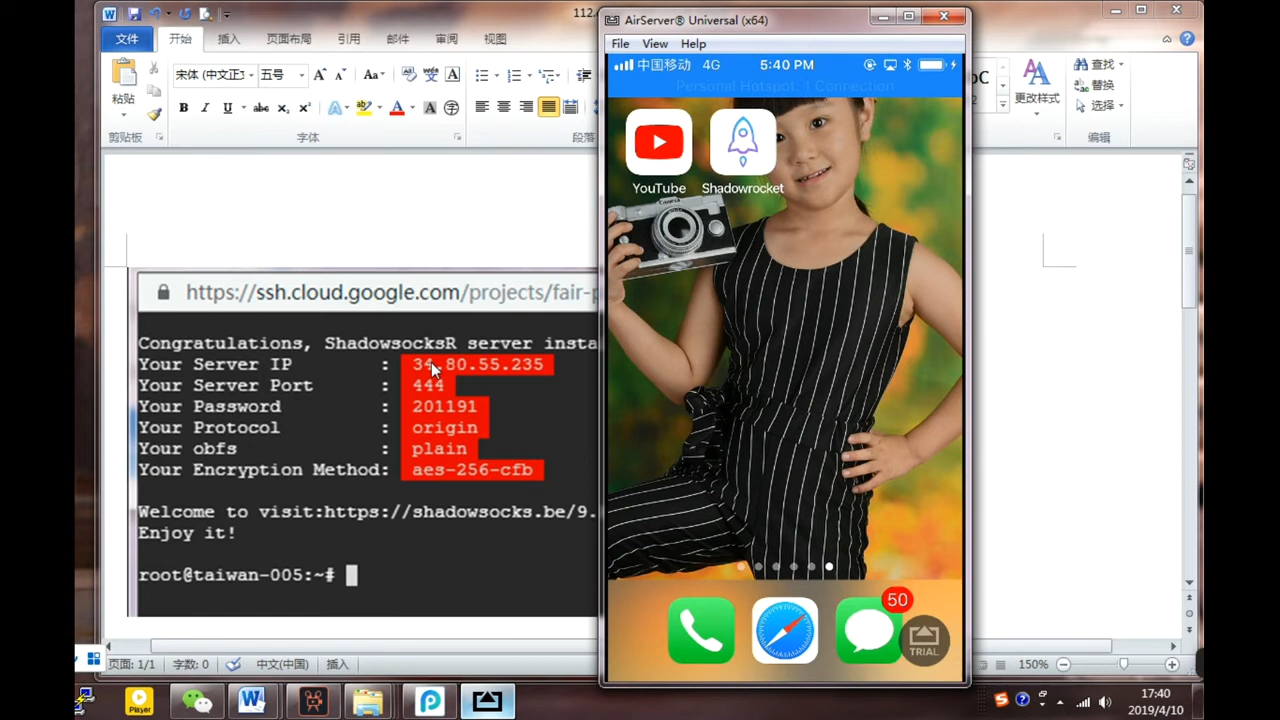 112.
文件
开始
插入
页面布局
引用
邮件
审阅
视图
粘贴
剪贴板
宋体 (中文正
五号
字体
段落
更改样式
查找
替换
选择
编辑
https://ssh.cloud.google.com/projects/fair-p
Congratulations, ShadowsocksR server insta
Your Server IP : 34.80.55.235
Your Server Port : 444
Your Password : 201191
Your Protocol : origin
Your obfs : plain
Your Encryption Method: aes-256-cfb
Welcome to visit:https://shadowsocks.be/9.
Enjoy it!
root@taiwan-005:~#
AirServer® Universal (x64)
File View Help
中国移动 4G 5:40 PM
Personal Hotspot: 1 Connection
YouTube Shadowrocket
50
TRIAL
页面: 1/1 字数: 0 中文(中国) 插入 150%
Player
17:40
2019/4/10